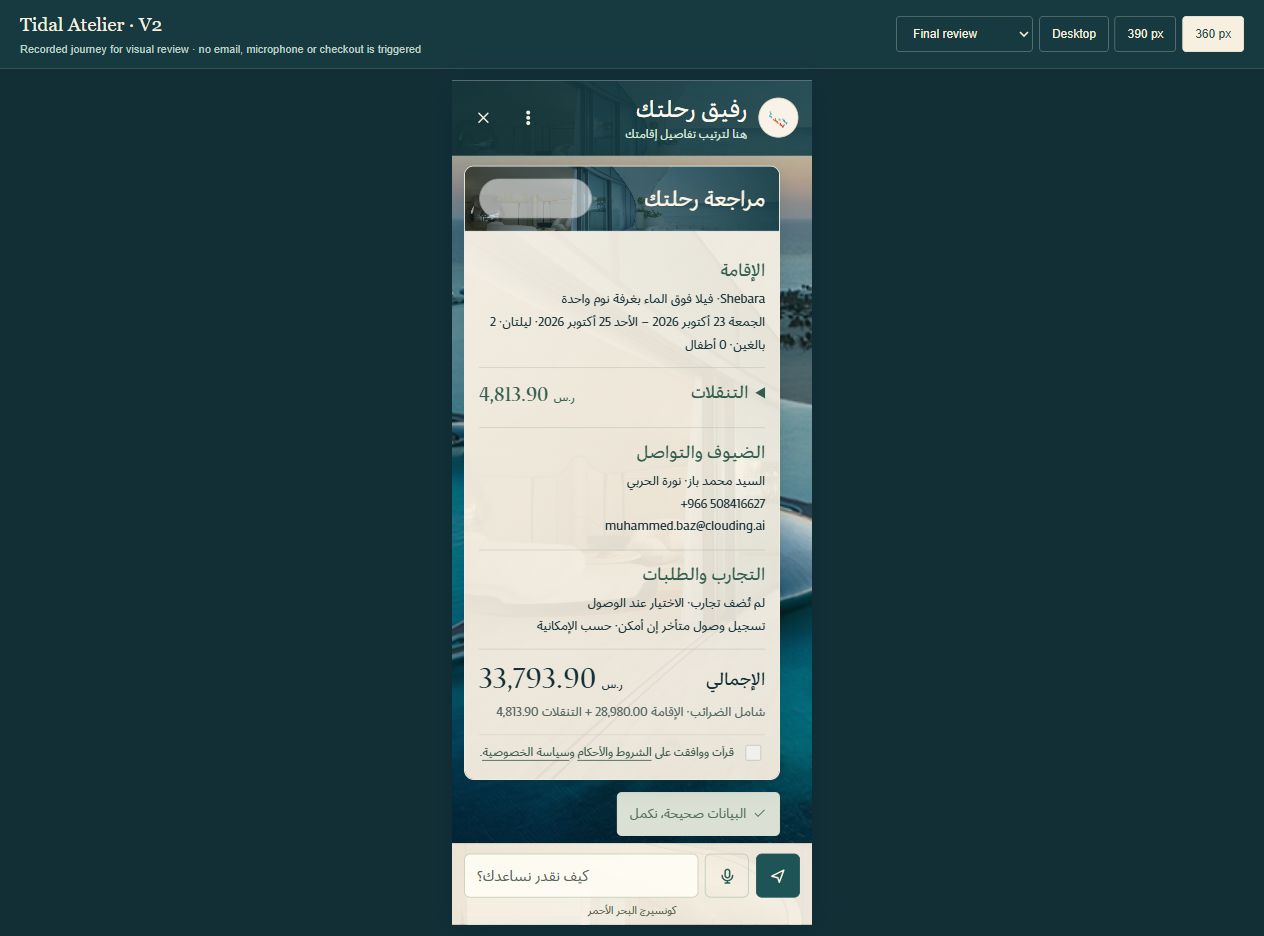 Tidal Atelier · V2
Recorded journey for visual review · no email, microphone or checkout is triggered
Final review
Desktop
390 px
360 px
رفيق رحلتك
هنا لترتيب تفاصيل إقامتك
مراجعة رحلتك
الإقامة
Shebara · فيلا فوق الماء بغرفة نوم واحدة
الجمعة 23 أكتوبر 2026 – الأحد 25 أكتوبر 2026 · ليلتان · 2
بالغين · 0 أطفال
التنقلات
4,813.90 ر.س
الضيوف والتواصل
السيد محمد باز · نورة الحربي
+966 508416627
muhammed.baz@clouding.ai
التجارب والطلبات
لم تُضف تجارب · الاختيار عند الوصول
تسجيل وصول متأخر إن أمكن · حسب الإمكانية
الإجمالي
33,793.90 ر.س
شامل الضرائب · الإقامة 28,980.00 + التنقلات 4,813.90
قرأت ووافقت على الشروط والأحكام وسياسة الخصوصية.
البيانات صحيحة، نكمل
كيف نقدر نساعدك؟
كونسيرج البحر الأحمر